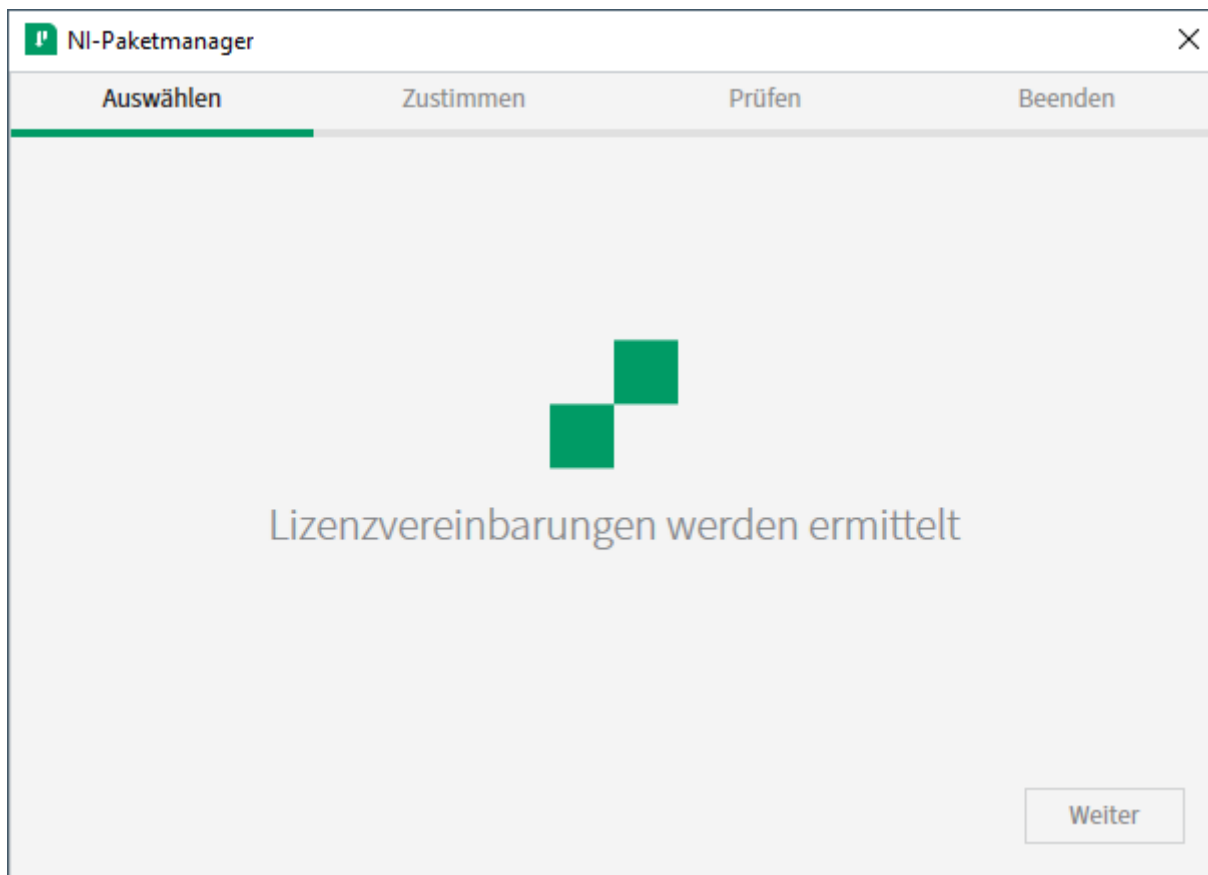 NI-Paketmanager
Auswählen Zustimmen Prüfen Beenden
Lizenzvereinbarungen werden ermittelt
Weiter